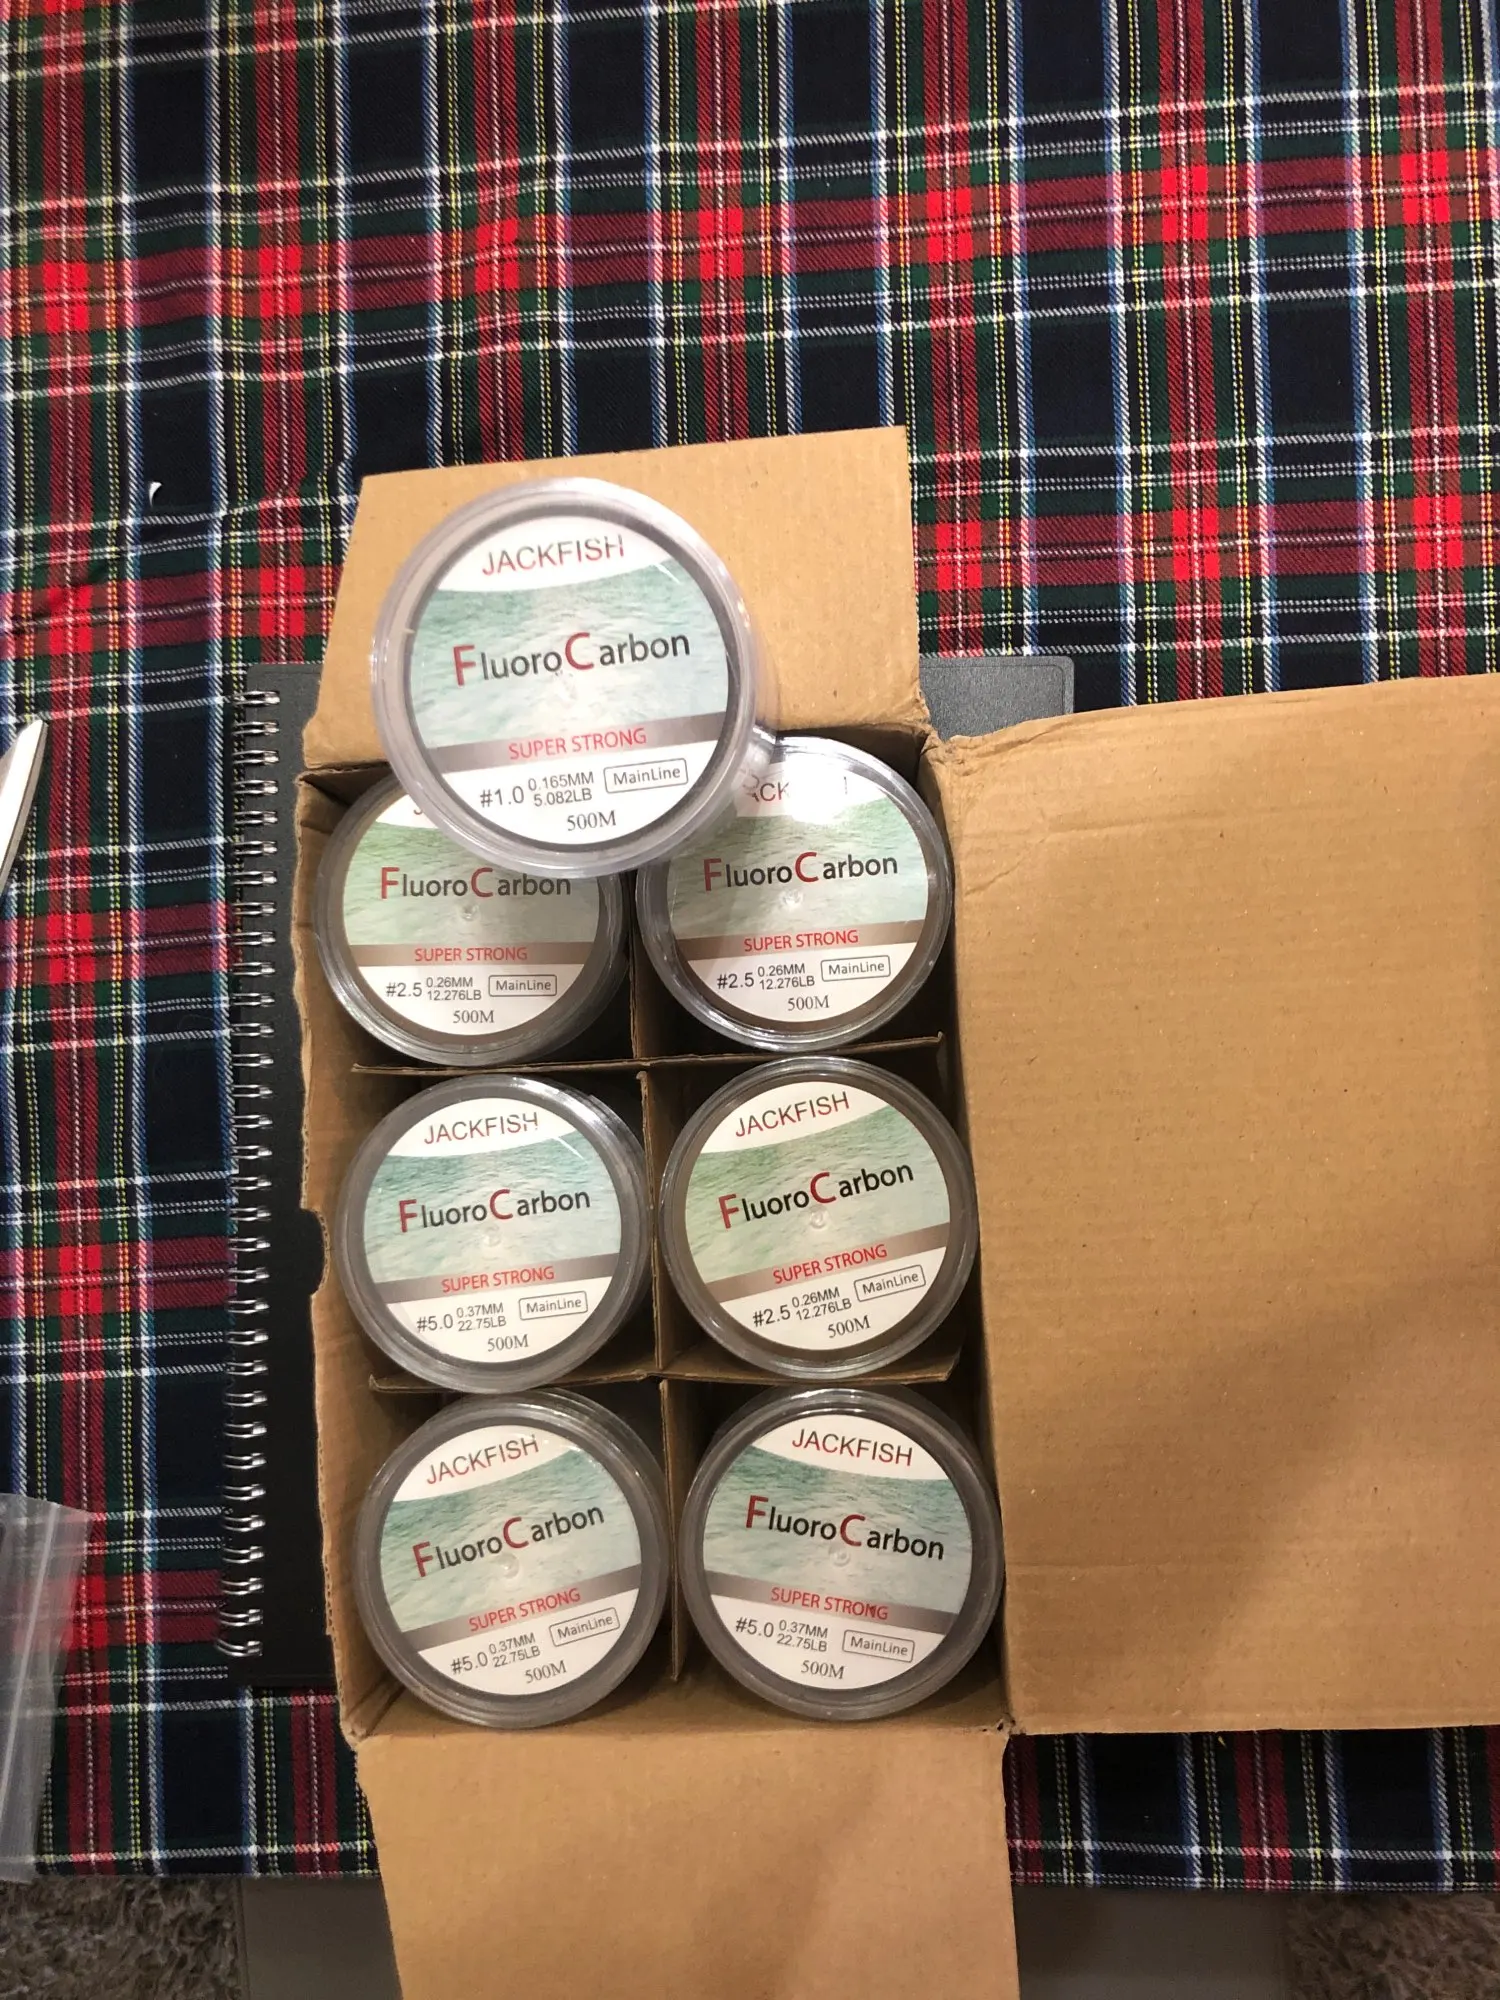 JACKFISH
FluoroCarbon
SUPER STRONG
#1.0 0.165MM 5.082LB MainLine
500M
FluoroCarbon
SUPER STRONG
#2.5 0.26MM 12.276LB MainLine
500M
FluoroCarbon
SUPER STRONG
#2.5 0.26MM 12.276LB MainLine
500M
JACKFISH
FluoroCarbon
SUPER STRONG
#5.0 0.37MM 22.75LB MainLine
500M
JACKFISH
FluoroCarbon
SUPER STRONG
#2.5 0.26MM 12.276LB MainLine
500M
JACKFISH
FluoroCarbon
SUPER STRONG
#5.0 0.37MM 22.75LB MainLine
500M
JACKFISH
FluoroCarbon
SUPER STRONG
#5.0 0.37MM 22.75LB MainLine
500M